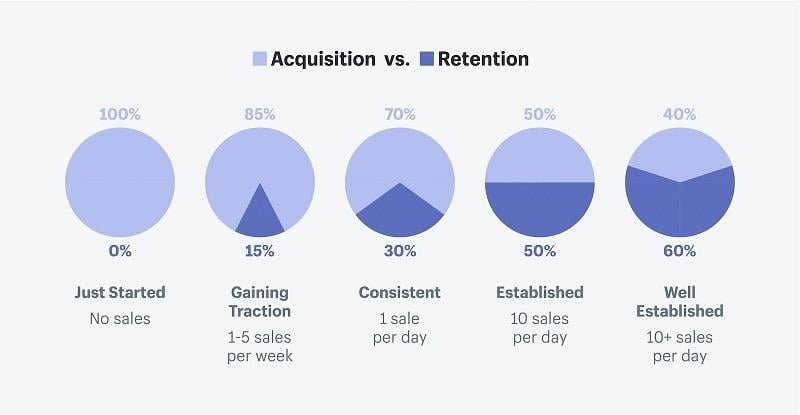 Acquisition vs. Retention
100%
85%
70%
50%
40%
0%
15%
30%
50%
60%
Just Started
No sales
Gaining
Traction
1-5 sales
per week
Consistent
1 sale
per day
Established
10 sales
per day
Well
Established
10+ sales
per day